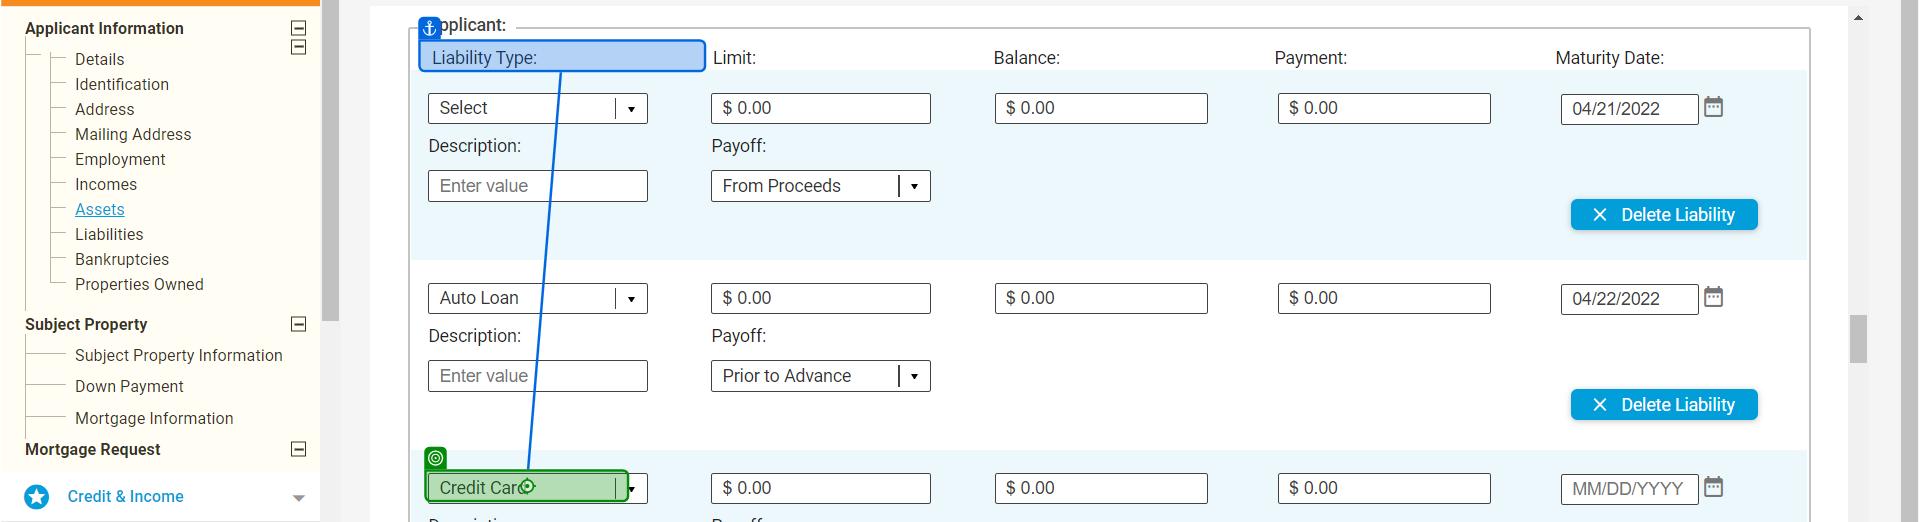 Applicant Information
Details
Identification
Address
Mailing Address
Employment
Incomes
Assets
Liabilities
Bankruptcies
Properties Owned
Subject Property
Subject Property Information
Down Payment
Mortgage Information
Mortgage Request
Credit & Income
pplicant:
Liability Type: Limit: Balance: Payment: Maturity Date:
Select $ 0.00 $ 0.00 $ 0.00 04/21/2022
Description: Payoff:
Enter value From Proceeds
Delete Liability
Auto Loan $ 0.00 $ 0.00 $ 0.00 04/22/2022
Description: Payoff:
Enter value Prior to Advance
Delete Liability
Credit Card $ 0.00 $ 0.00 $ 0.00 MM/DD/YYYY